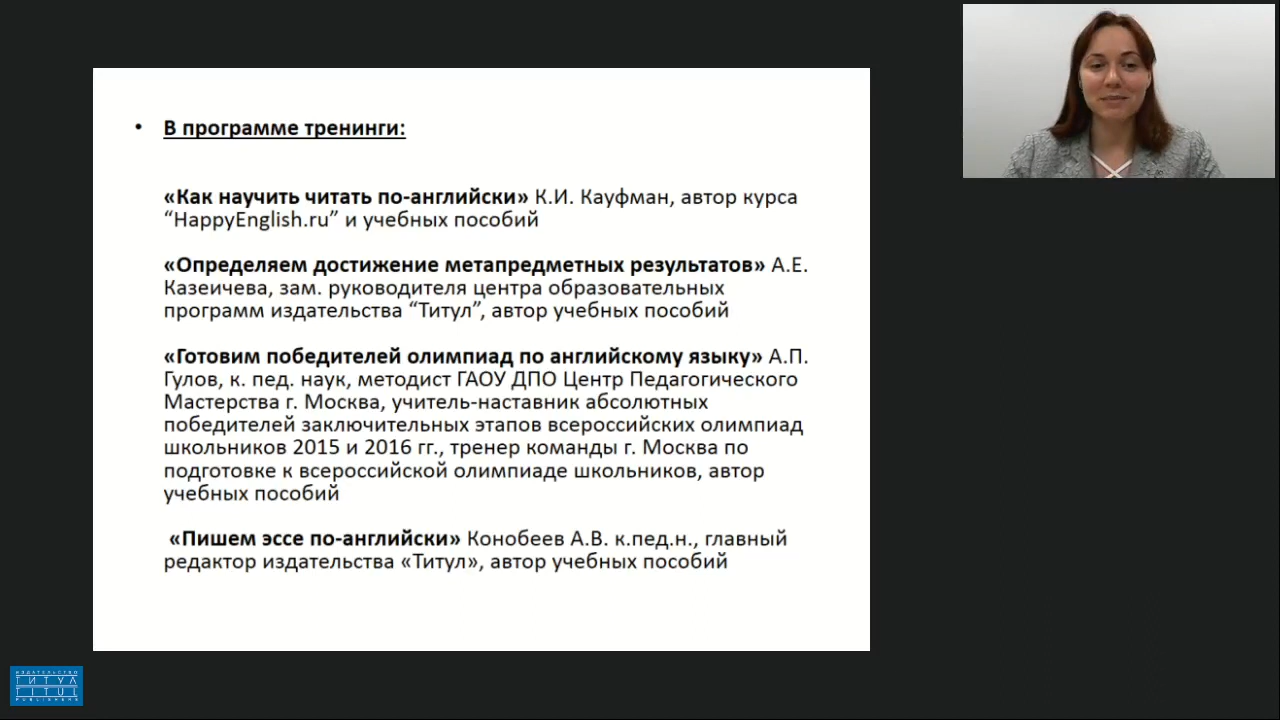 • В программе тренинги:
«Как научить читать по-английски» К.И. Кауфман, автор курса
“HappyEnglish.ru” и учебных пособий
«Определяем достижение метапредметных результатов» А.Е.
Казеичева, зам. руководителя центра образовательных
программ издательства “Титул”, автор учебных пособий
«Готовим победителей олимпиад по английскому языку» А.П.
Гулов, к. пед. наук, методист ГАОУ ДПО Центр Педагогического
Мастерства г. Москва, учитель-наставник абсолютных
победителей заключительных этапов всероссийских олимпиад
школьников 2015 и 2016 гг., тренер команды г. Москва по
подготовке к всероссийской олимпиаде школьников, автор
учебных пособий
«Пишем эссе по-английски» Конобеев А.В. к.пед.н., главный
редактор издательства «Титул», автор учебных пособий
ИЗДАТЕЛЬСТВО
ТИТУЛ
TITUL
PUBLISHERS